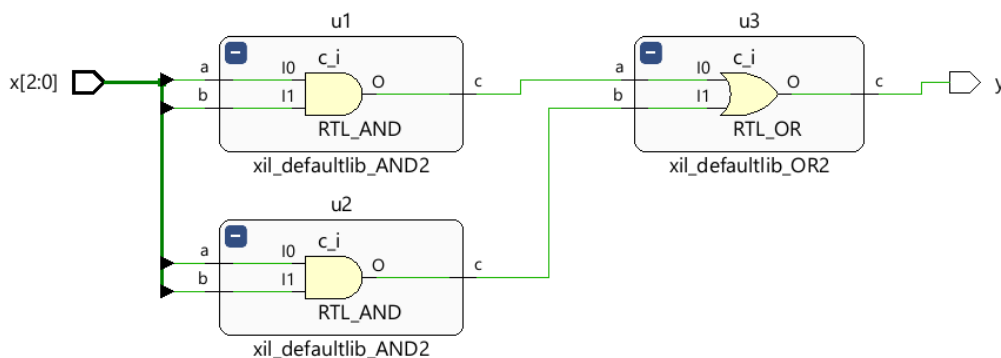 u1
u3
x[2:0]
a
b
I0
I1
c_i
O
RTL_AND
c
xil_defaultlib_AND2
a
b
I0
I1
c_i
O
RTL_OR
c
xil_defaultlib_OR2
y
u2
a
b
I0
I1
c_i
O
RTL_AND
c
xil_defaultlib_AND2